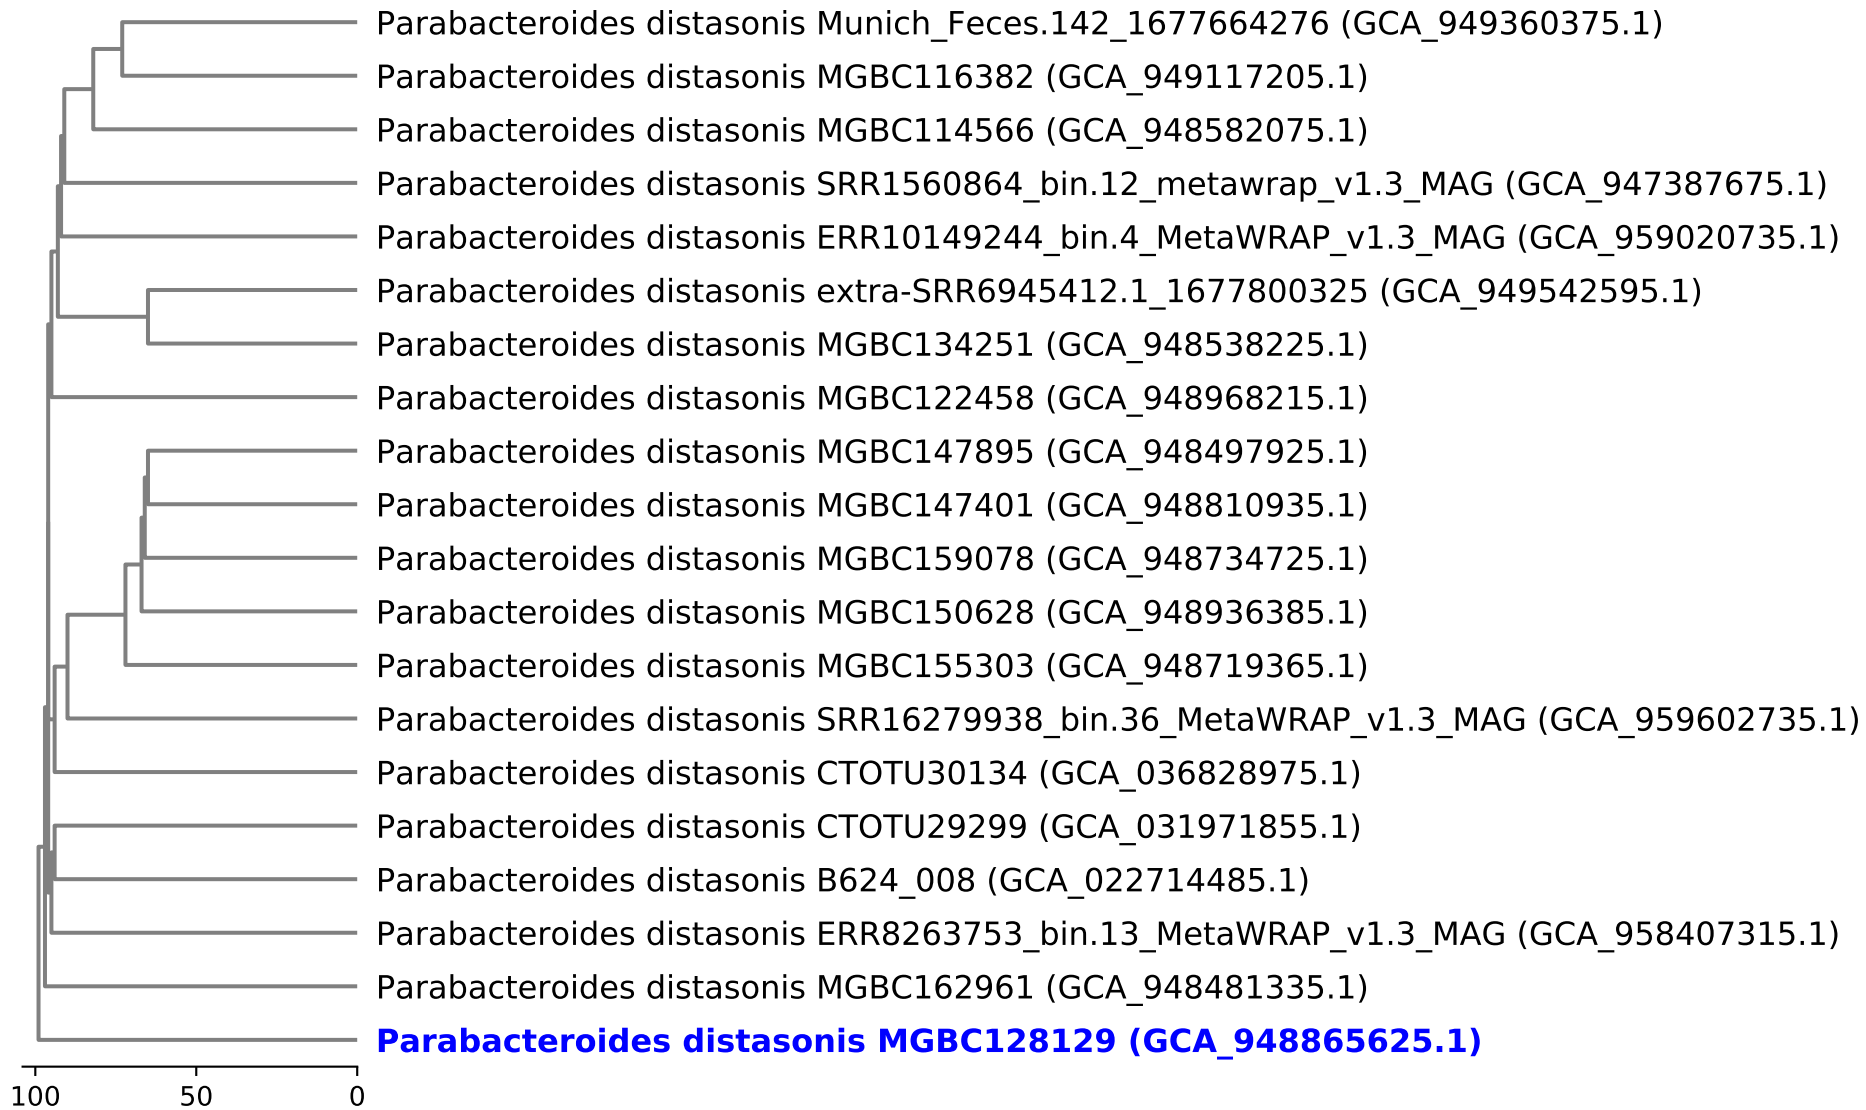 Parabacteroides distasonis Munich_Feces.142_1677664276 (GCA_949360375.1)
Parabacteroides distasonis MGBC116382 (GCA_949117205.1)
Parabacteroides distasonis MGBC114566 (GCA_948582075.1)
Parabacteroides distasonis SRR1560864_bin.12_metawrap_v1.3_MAG (GCA_947387675.1)
Parabacteroides distasonis ERR10149244_bin.4_MetaWRAP_v1.3_MAG (GCA_959020735.1)
Parabacteroides distasonis extra-SRR6945412.1_1677800325 (GCA_949542595.1)
Parabacteroides distasonis MGBC134251 (GCA_948538225.1)
Parabacteroides distasonis MGBC122458 (GCA_948968215.1)
Parabacteroides distasonis MGBC147895 (GCA_948497925.1)
Parabacteroides distasonis MGBC147401 (GCA_948810935.1)
Parabacteroides distasonis MGBC159078 (GCA_948734725.1)
Parabacteroides distasonis MGBC150628 (GCA_948936385.1)
Parabacteroides distasonis MGBC155303 (GCA_948719365.1)
Parabacteroides distasonis SRR16279938_bin.36_MetaWRAP_v1.3_MAG (GCA_959602735.1)
Parabacteroides distasonis CTOTU30134 (GCA_036828975.1)
Parabacteroides distasonis CTOTU29299 (GCA_031971855.1)
Parabacteroides distasonis B624_008 (GCA_022714485.1)
Parabacteroides distasonis ERR8263753_bin.13_MetaWRAP_v1.3_MAG (GCA_958407315.1)
Parabacteroides distasonis MGBC162961 (GCA_948481335.1)
Parabacteroides distasonis MGBC128129 (GCA_948865625.1)
100 50 0